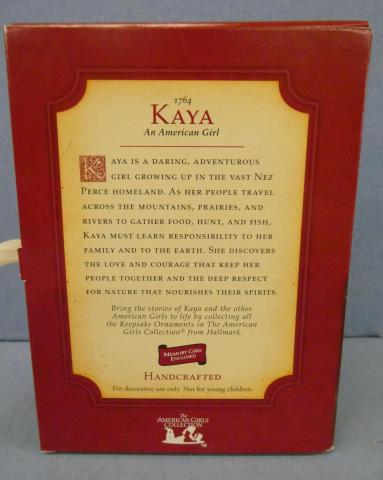 1764
KAYA
An American Girl
KAYA IS A DARING, ADVENTUROUS
GIRL GROWING UP IN THE VAST NEZ
PERCE HOMELAND. AS HER PEOPLE TRAVEL
ACROSS THE MOUNTAINS, PRAIRIES, AND
RIVERS TO GATHER FOOD, HUNT, AND FISH,
KAYA MUST LEARN RESPONSIBILITY TO HER
FAMILY AND TO THE EARTH. SHE DISCOVERS
THE LOVE AND COURAGE THAT KEEP HER
PEOPLE TOGETHER AND THE DEEP RESPECT
FOR NATURE THAT NOURISHES THEIR SPIRITS.
Bring the stories of Kaya and the other
American Girls to life by collecting all
the Keepsake Ornaments in The American
Girls Collection® from Hallmark.
MEMORY CARD
ENCLOSED
HANDCRAFTED
For decorative use only. Not for young children.
The
AMERICAN GIRLS
COLLECTION
TM